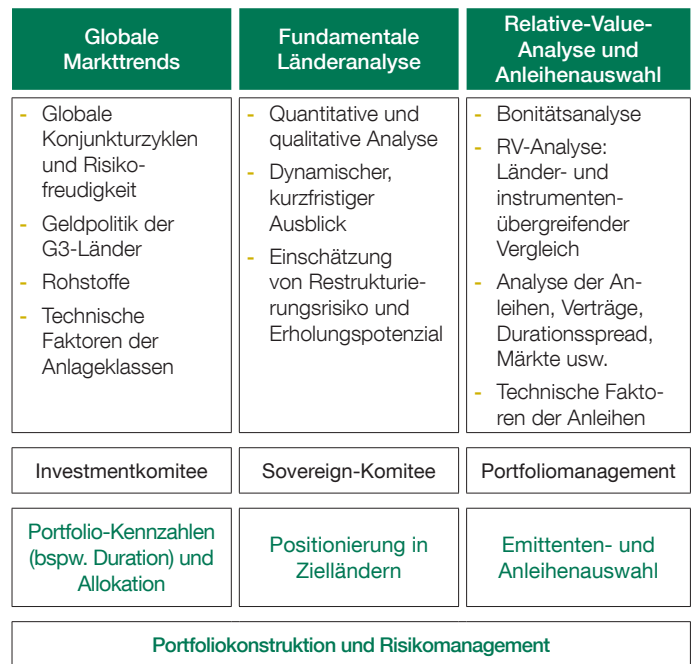 Globale
Markttrends
- Globale
Konjunkturzyklen
und Risiko-
freudigkeit
- Geldpolitik der
G3-Länder
- Rohstoffe
- Technische
Faktoren der
Anlageklassen
Investmentkomitee
Portfolio-Kennzahlen
(bspw. Duration) und
Allokation
Fundamentale
Länderanalyse
- Quantitative und
qualitative Analyse
- Dynamischer,
kurzfristiger
Ausblick
- Einschätzung
von Restrukturie-
rungsrisiko und
Erholungspotenzial
Sovereign-Komitee
Positionierung in
Zielländern
Relative-Value-
Analyse und
Anleihenauswahl
- Bonitätsanalyse
- RV-Analyse:
Länder- und
instrumenten-
übergreifender
Vergleich
- Analyse der An-
leihen, Verträge,
Durationsspread,
Märkte usw.
- Technische Fakto-
ren der Anleihen
Portfoliomanagement
Emittenten- und
Anleihenauswahl
Portfoliokonstruktion und Risikomanagement